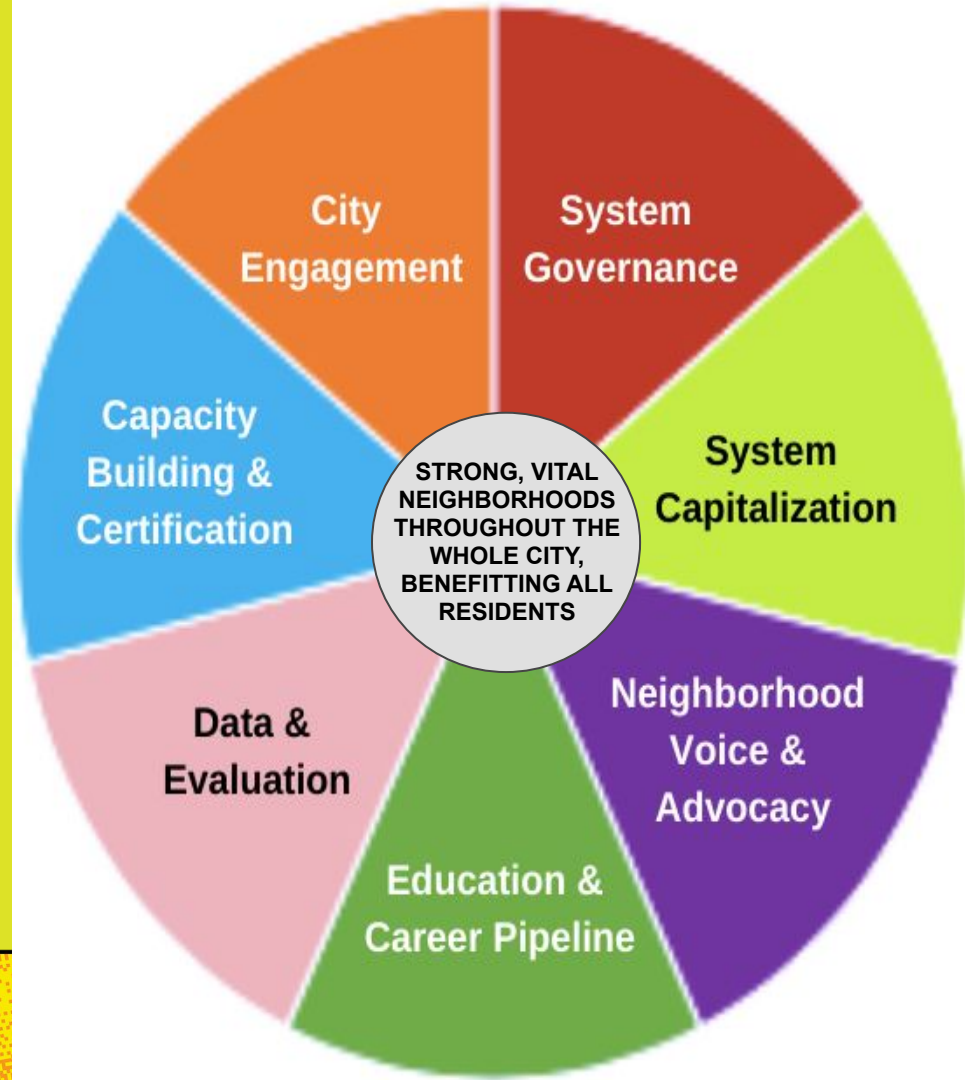 City
Engagement
System
Governance
System
Capitalization
Neighborhood
Voice &
Advocacy
Education &
Career Pipeline
Data &
Evaluation
Capacity
Building &
Certification
STRONG, VITAL
NEIGHBORHOODS
THROUGHOUT THE
WHOLE CITY,
BENEFITTING ALL
RESIDENTS